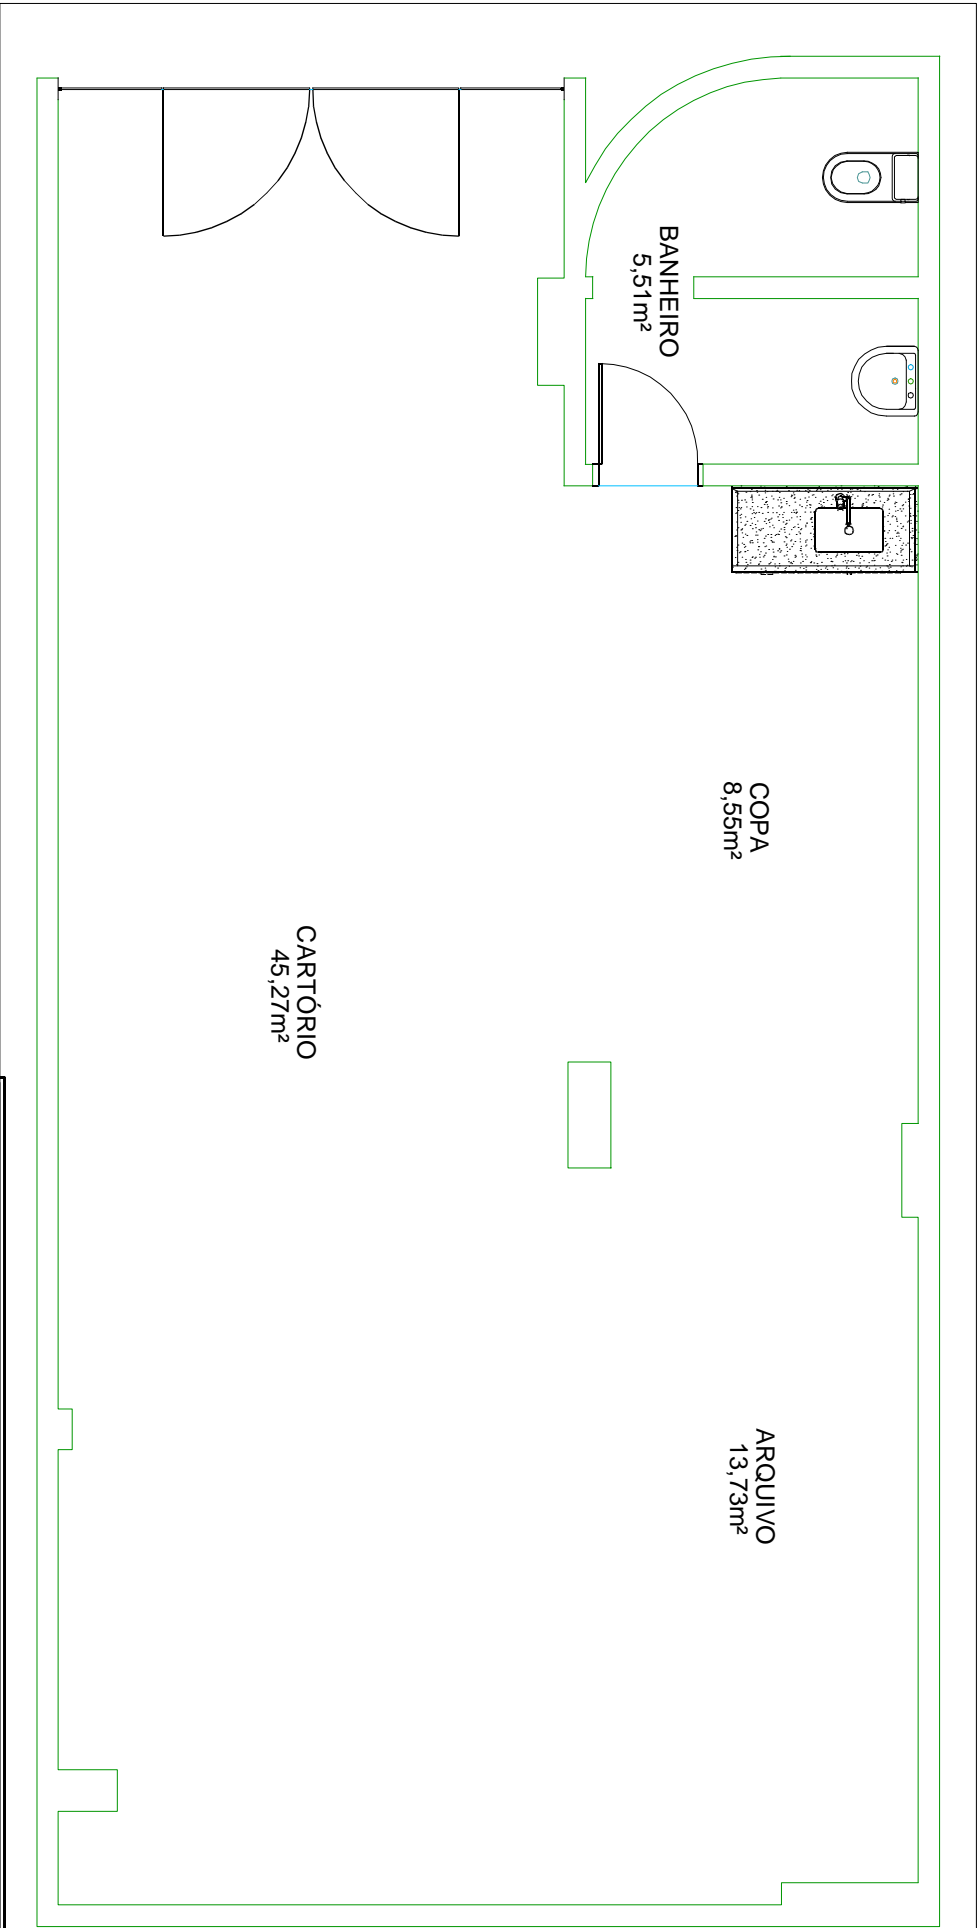 BANHEIRO
5,51m²
COPA
8,55m²
CARTÓRIO
45,27m²
ARQUIVO
13,73m²